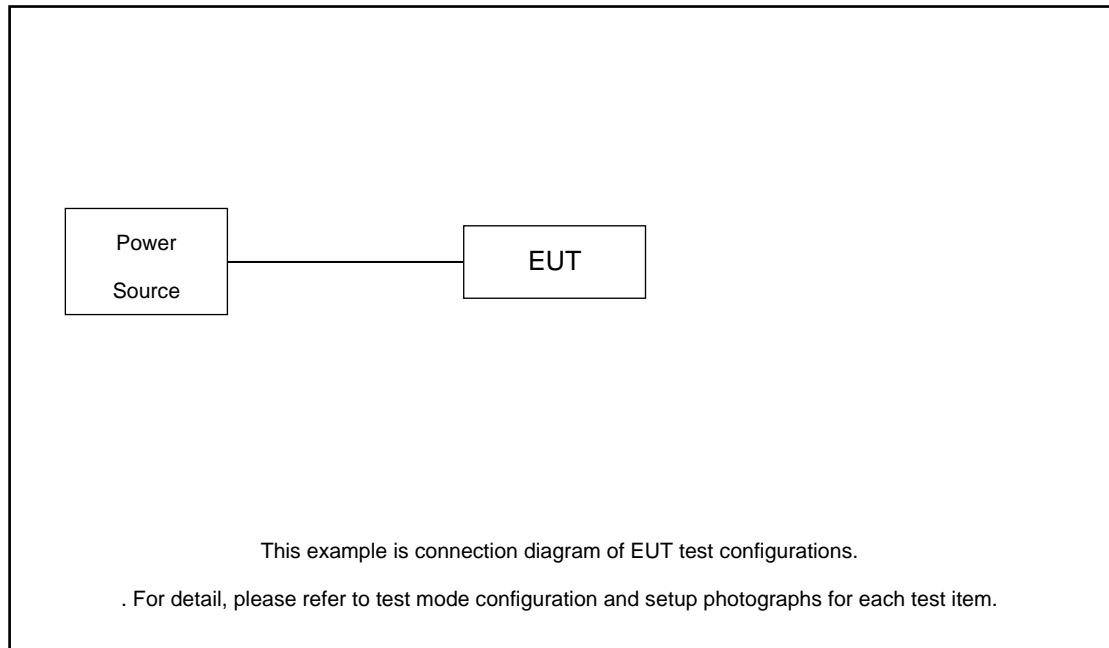 Power
Source
EUT
This example is connection diagram of EUT test configurations.
. For detail, please refer to test mode configuration and setup photographs for each test item.